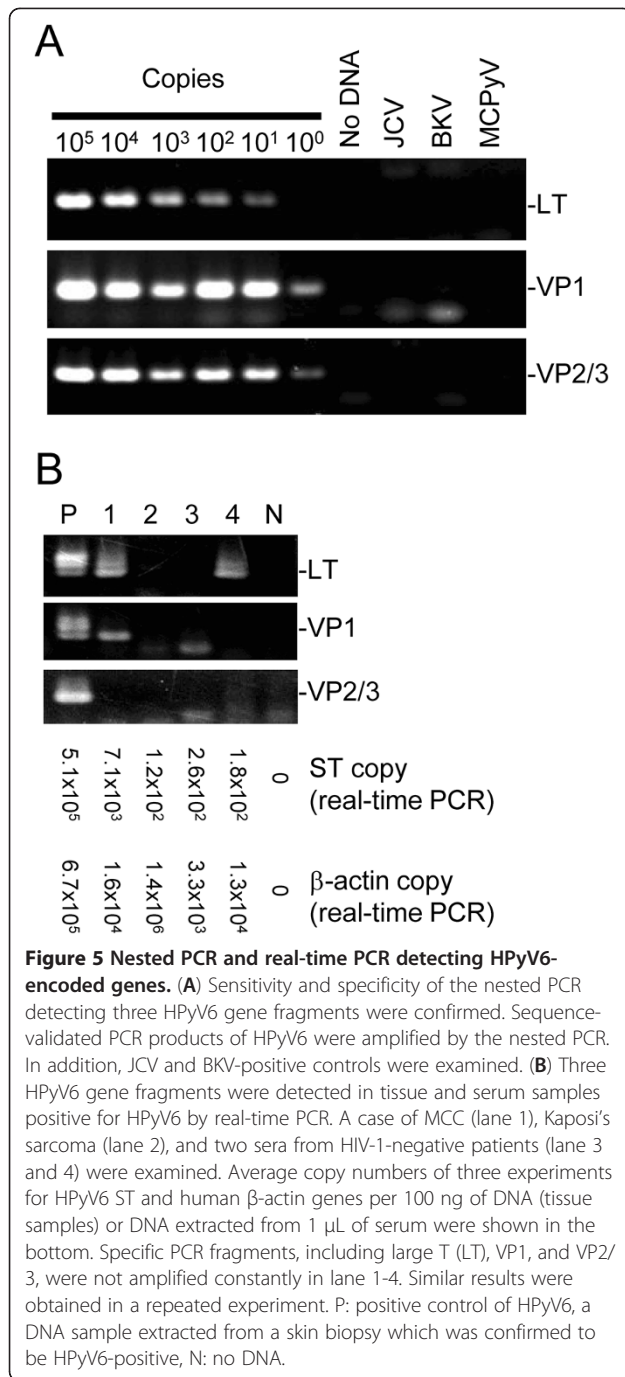 A
Copies
10⁵ 10⁴ 10³ 10² 10¹ 10⁰ No DNA JCV BKV MCPyV
-LT
-VP1
-VP2/3
B
P 1 2 3 4 N
-LT
-VP1
-VP2/3
5.1x10⁵ 7.1x10³ 1.2x10² 2.6x10² 1.8x10² 0 ST copy
(real-time PCR)
6.7x10⁵ 1.6x10⁴ 1.4x10⁶ 3.3x10³ 1.3x10⁴ 0 β-actin copy
(real-time PCR)
Figure 5 Nested PCR and real-time PCR detecting HPyV6-
encoded genes. (A) Sensitivity and specificity of the nested PCR
detecting three HPyV6 gene fragments were confirmed. Sequence-
validated PCR products of HPyV6 were amplified by the nested PCR.
In addition, JCV and BKV-positive controls were examined. (B) Three
HPyV6 gene fragments were detected in tissue and serum samples
positive for HPyV6 by real-time PCR. A case of MCC (lane 1), Kaposi's
sarcoma (lane 2), and two sera from HIV-1-negative patients (lane 3
and 4) were examined. Average copy numbers of three experiments
for HPyV6 ST and human β-actin genes per 100 ng of DNA (tissue
samples) or DNA extracted from 1 μL of serum were shown in the
bottom. Specific PCR fragments, including large T (LT), VP1, and VP2/
3, were not amplified constantly in lane 1-4. Similar results were
obtained in a repeated experiment. P: positive control of HPyV6, a
DNA sample extracted from a skin biopsy which was confirmed to
be HPyV6-positive, N: no DNA.